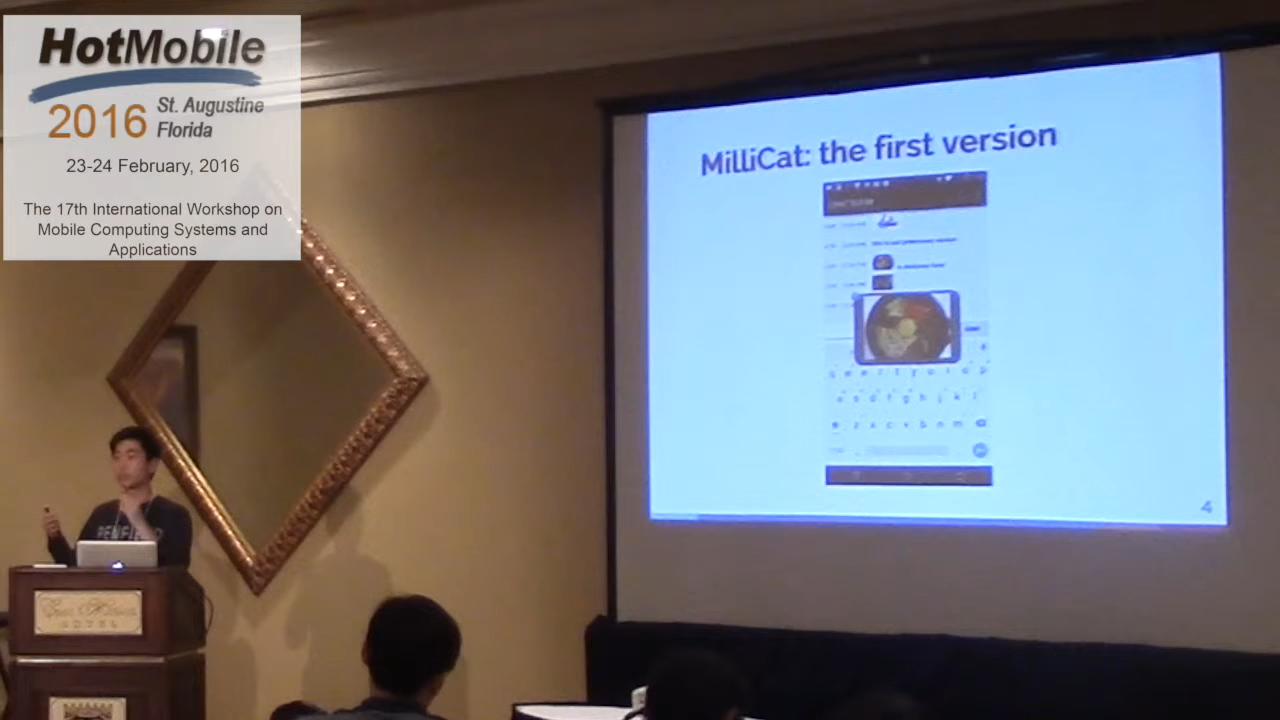 HotMobile
2016 St. Augustine
Florida
23-24 February, 2016
The 17th International Workshop on
Mobile Computing Systems and
Applications
MilliCat: the first version
q w e r t y u i o p
a s d f g h j k l
z x c v b n m
4
HOTEL